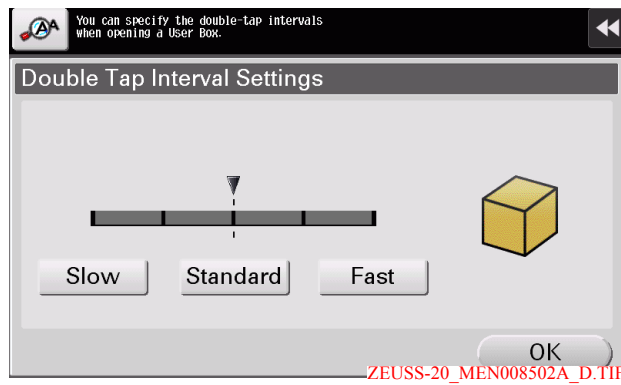 You can specify the double-tap intervals
when opening a User Box.
Double Tap Interval Settings
Slow Standard Fast
OK
ZEUSS-20_MEN008502A_D.TIF